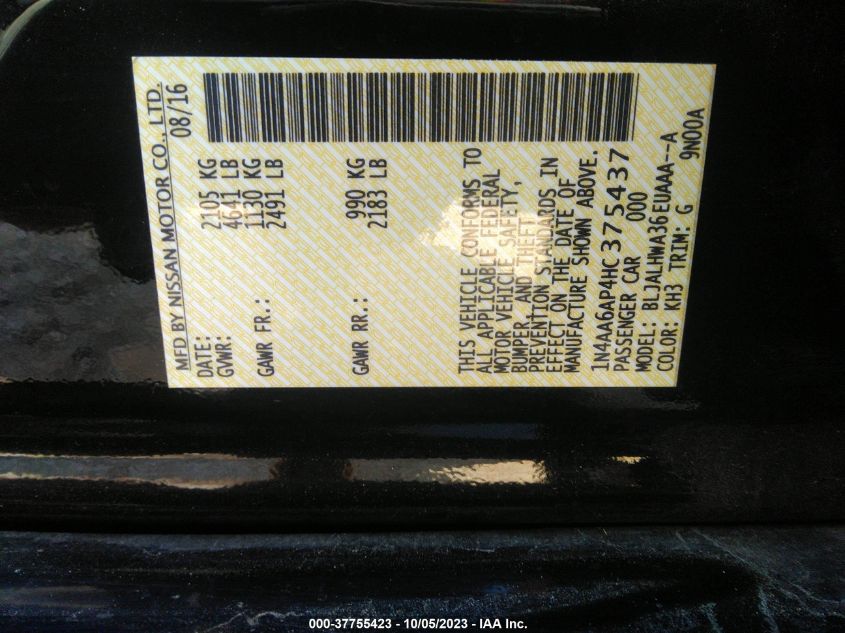 MFD BY NISSAN MOTOR CO., LTD.
DATE: 08/16
GVWR: 2105 KG
4641 LB
GAWR FR.: 1130 KG
2491 LB
GAWR RR.: 990 KG
2183 LB
THIS VEHICLE CONFORMS TO
ALL APPLICABLE FEDERAL
MOTOR VEHICLE SAFETY,
BUMPER, AND THEFT
PREVENTION STANDARDS IN
EFFECT ON THE DATE OF
MANUFACTURE SHOWN ABOVE.
1N4AA6AP4HC375437
PASSENGER CAR 000
MODEL: BLJALHWA36EUAAA--A
COLOR: KH3 TRIM: G 9N00A
000-37755423 - 10/05/2023 - IAA Inc.